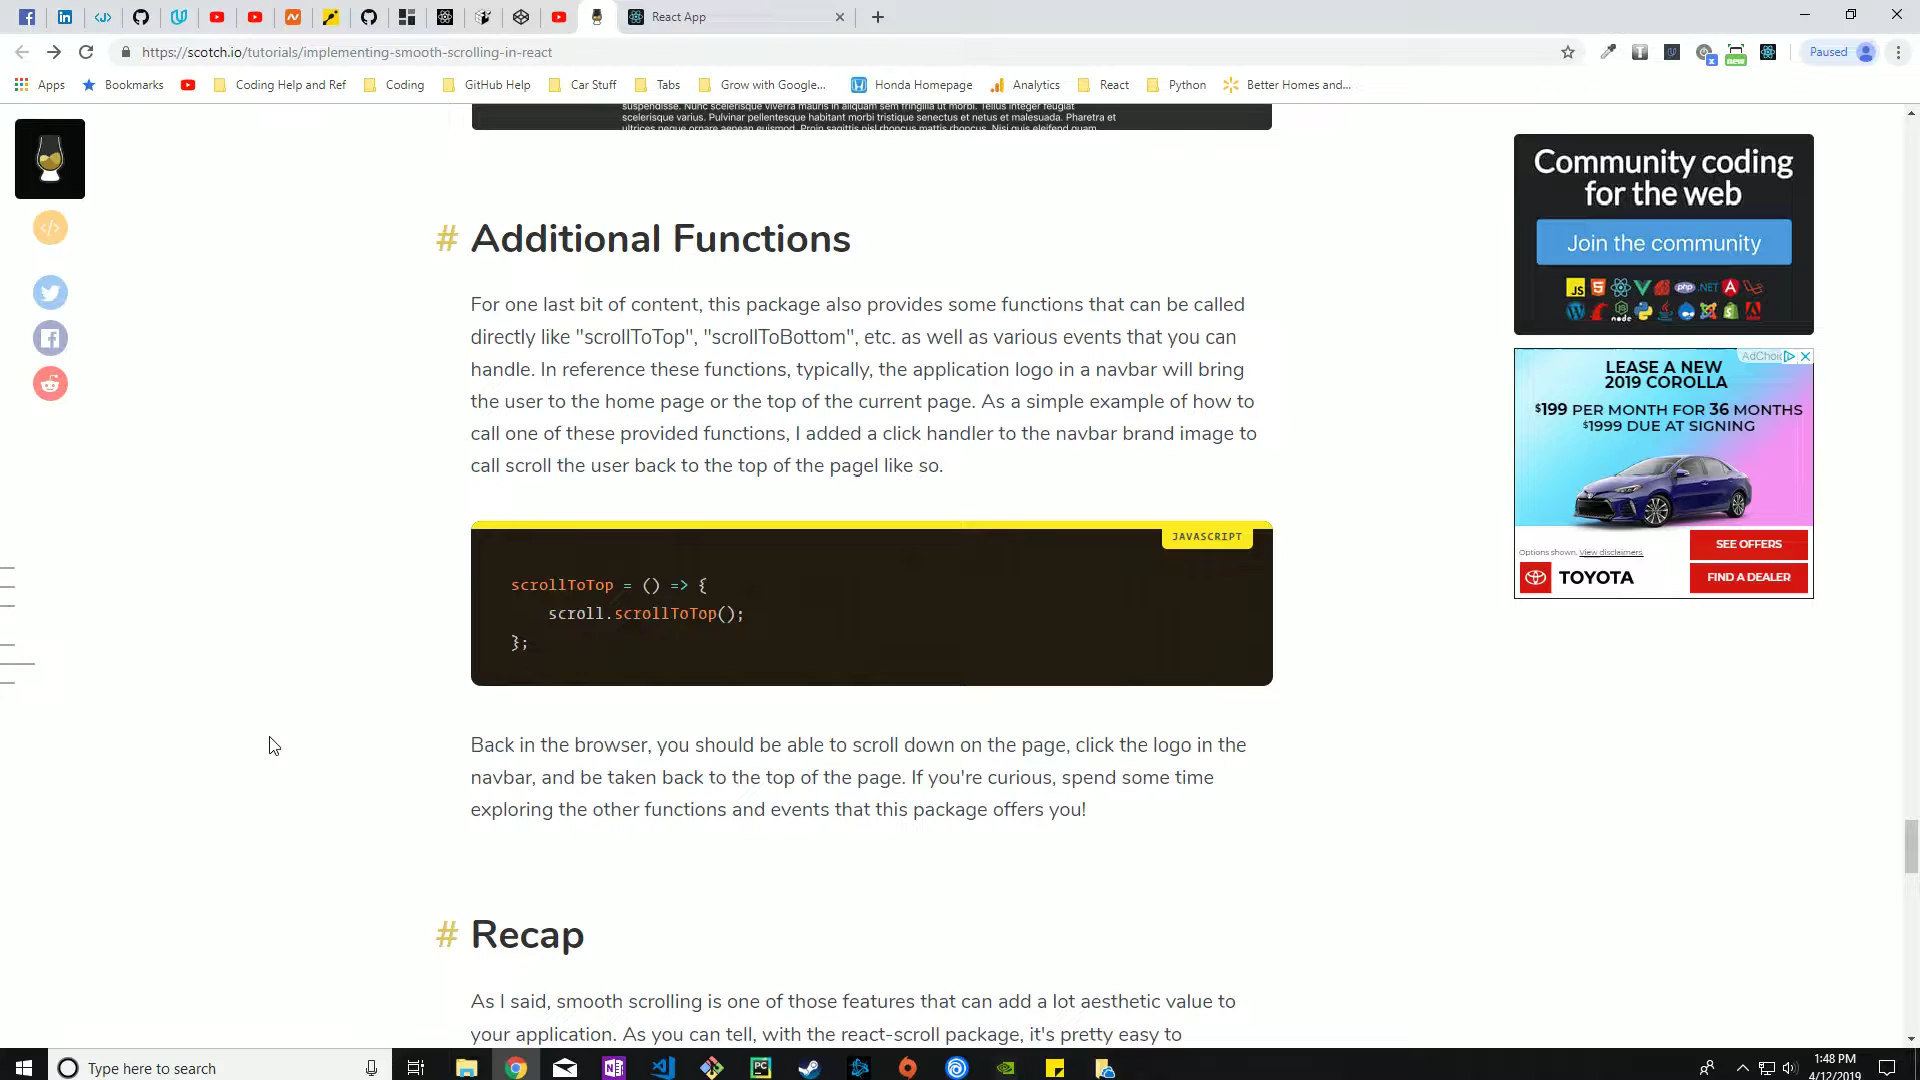 React App
https://scotch.io/tutorials/implementing-smooth-scrolling-in-react
Paused
new
Apps
Bookmarks
Coding Help and Ref
Coding
GitHub Help
Car Stuff
Tabs
Grow with Google...
Honda Homepage
Analytics
React
Python
Better Homes and...
suspendisse. Nunc scelerisque viverra mauris in aliquam sem fringilla ut morbi. Tellus integer feugiat
scelerisque varius. Pulvinar pellentesque habitant morbi tristique senectus et netus et malesuada. Pharetra et
ultrices neque ornare aenean euismod. Proin sagittis nisl rhoncus mattis rhoncus. Nisi quis eleifend quam
# Additional Functions
For one last bit of content, this package also provides some functions that can be called
directly like "scrollToTop", "scrollToBottom", etc. as well as various events that you can
handle. In reference these functions, typically, the application logo in a navbar will bring
the user to the home page or the top of the current page. As a simple example of how to
call one of these provided functions, I added a click handler to the navbar brand image to
call scroll the user back to the top of the pagel like so.
JAVASCRIPT
scrollToTop = () => {
scroll.scrollToTop();
};
Back in the browser, you should be able to scroll down on the page, click the logo in the
navbar, and be taken back to the top of the page. If you're curious, spend some time
exploring the other functions and events that this package offers you!
# Recap
As I said, smooth scrolling is one of those features that can add a lot aesthetic value to
your application. As you can tell, with the react-scroll package, it's pretty easy to
Community coding
for the web
Join the community
JS
php
.NET
node
AdChoic
LEASE A NEW
2019 COROLLA
$199 PER MONTH FOR 36 MONTHS
$1999 DUE AT SIGNING
Options shown. View disclaimers.
SEE OFFERS
TOYOTA
FIND A DEALER
Type here to search
1:48 PM
4/12/2019